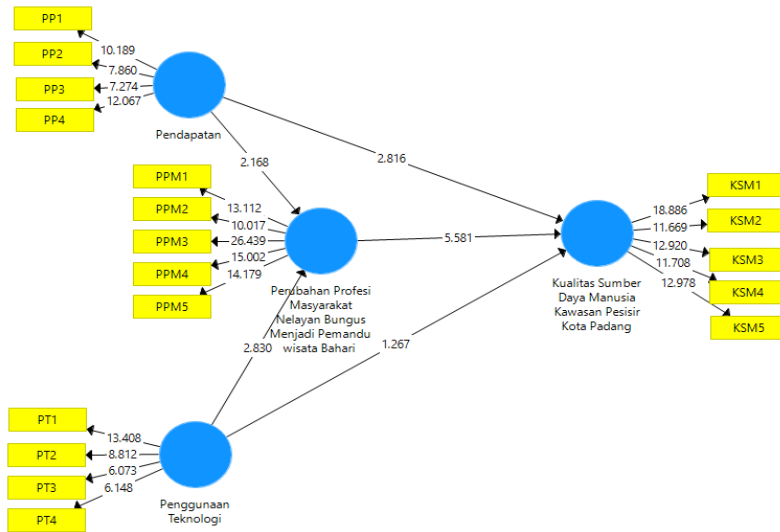 PP1
10.189
PP2
7.860
PP3
7.274
PP4
12.067
Pendapatan
2.168
2.816
PPM1
13.112
PPM2
10.017
PPM3
26.439
PPM4
15.002
PPM5
14.179
Perubahan Profesi
Masyarakat
Nelayan Bungus
Menjadi Pemandu
wisata Bahari
5.581
KSM1
18.886
KSM2
11.669
KSM3
12.920
KSM4
11.708
KSM5
12.978
Kualitas Sumber
Daya Manusia
Kawasan Pesisir
Kota Padang
2.830
1.267
PT1
13.408
PT2
8.812
PT3
6.073
PT4
6.148
Penggunaan
Teknologi